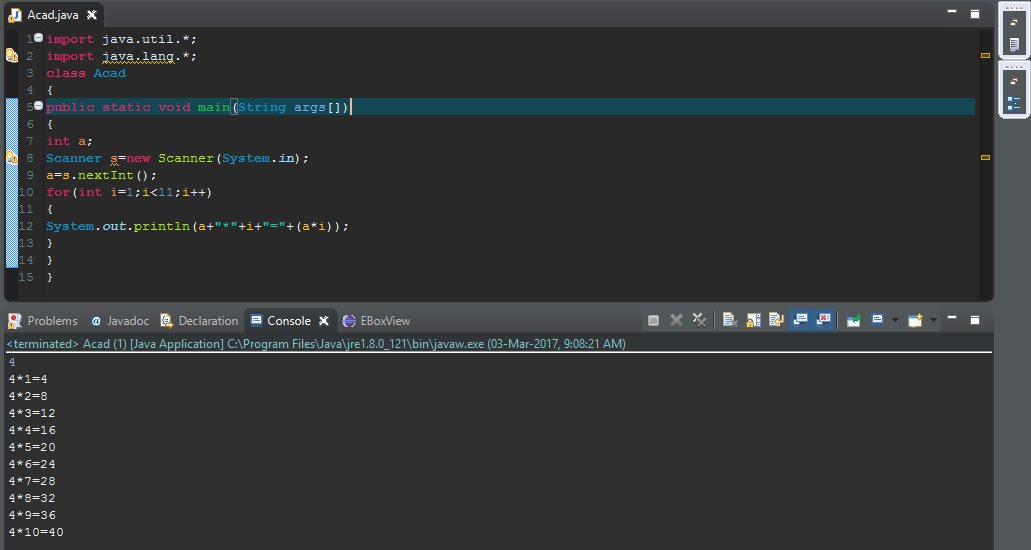 Acad.java
1 import java.util.*;
2 import java.lang.*;
3 class Acad
4 {
5 public static void main(String args[])
6 {
7 int a;
8 Scanner s=new Scanner(System.in);
9 a=s.nextInt();
10 for(int i=1;i<11;i++)
11 {
12 System.out.println(a+"*"+i+"="+(a*i));
13 }
14 }
15 }
Problems @ Javadoc Declaration Console EBoxView
<terminated> Acad (1) [Java Application] C:\Program Files\Java\jre1.8.0_121\bin\javaw.exe (03-Mar-2017, 9:08:21 AM)
4
4*1=4
4*2=8
4*3=12
4*4=16
4*5=20
4*6=24
4*7=28
4*8=32
4*9=36
4*10=40